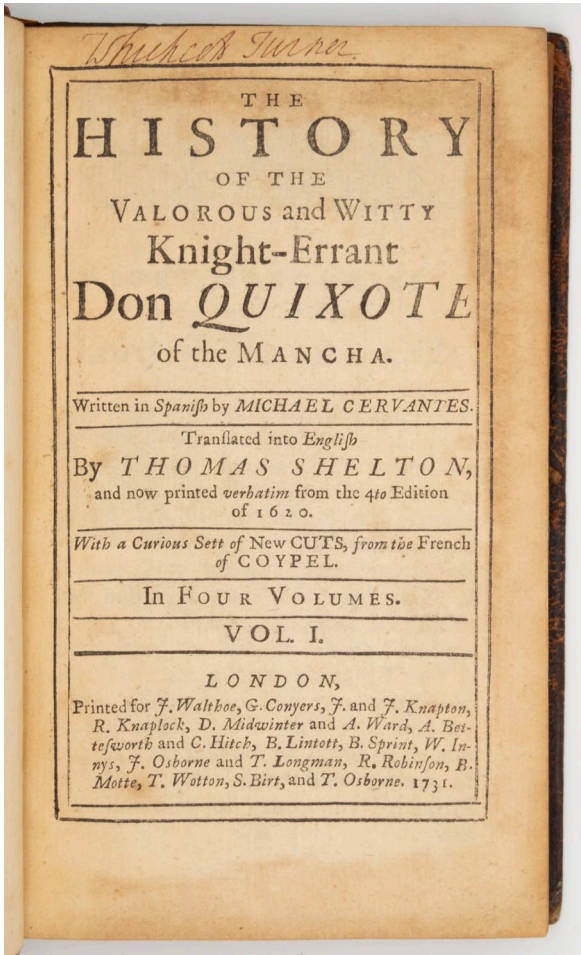 Whichcott Turner.
THE
HISTORY
OF THE
VALOROUS and WITTY
Knight-Errant
Don QUIXOTE
of the MANCHA.
Written in Spaniſh by MICHAEL CERVANTES.
Tranſlated into Engliſh
By THOMAS SHELTON,
and now printed verbatim from the 4to Edition
of 1620.
With a Curious Sett of New CUTS, from the French
of COYPEL.
In FOUR VOLUMES.
VOL. I.
LONDON,
Printed for J. Walthoe, G. Conyers, J. and J. Knapton,
R. Knaplock, D. Midwinter and A. Ward, A. Bet-
teſworth and C. Hitch, B. Lintott, B. Sprint, W. In-
nys, J. Osborne and T. Longman, R. Robinſon, B.
Motte, T. Wotton, S. Birt, and T. Osborne. 1731.